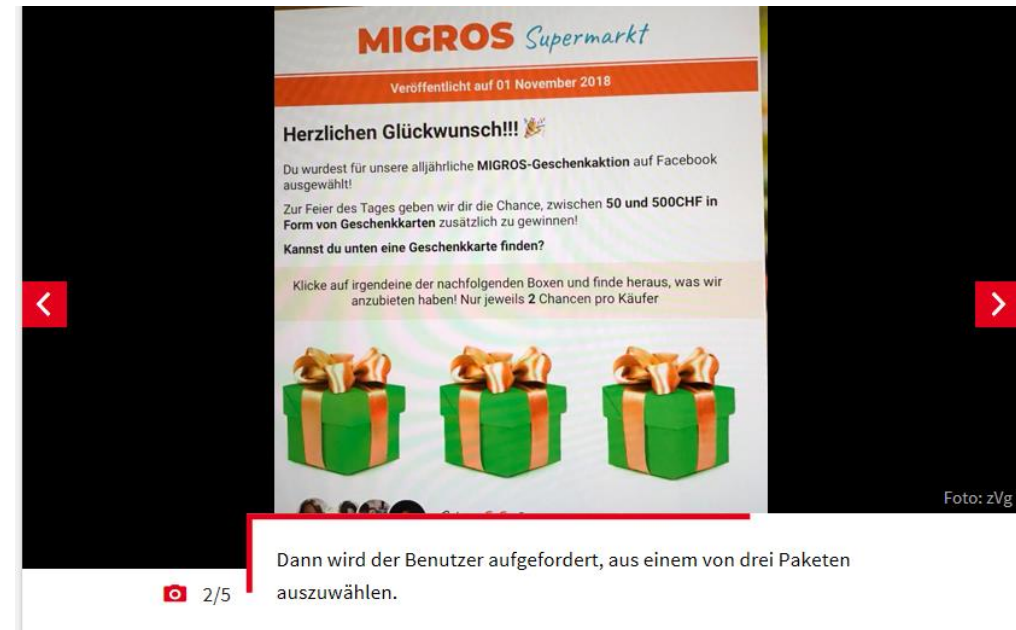 MIGROS Supermarkt
Veröffentlicht auf 01 November 2018
Herzlichen Glückwunsch!!!
Du wurdest für unsere alljährliche MIGROS-Geschenkaktion auf Facebook
ausgewählt!
Zur Feier des Tages geben wir dir die Chance, zwischen 50 und 500CHF in
Form von Geschenkkarten zusätzlich zu gewinnen!
Kannst du unten eine Geschenkkarte finden?
Klicke auf irgendeine der nachfolgenden Boxen und finde heraus, was wir
anzubieten haben! Nur jeweils 2 Chancen pro Käufer
Foto: zVg
Dann wird der Benutzer aufgefordert, aus einem von drei Paketen
2/5 auszuwählen.